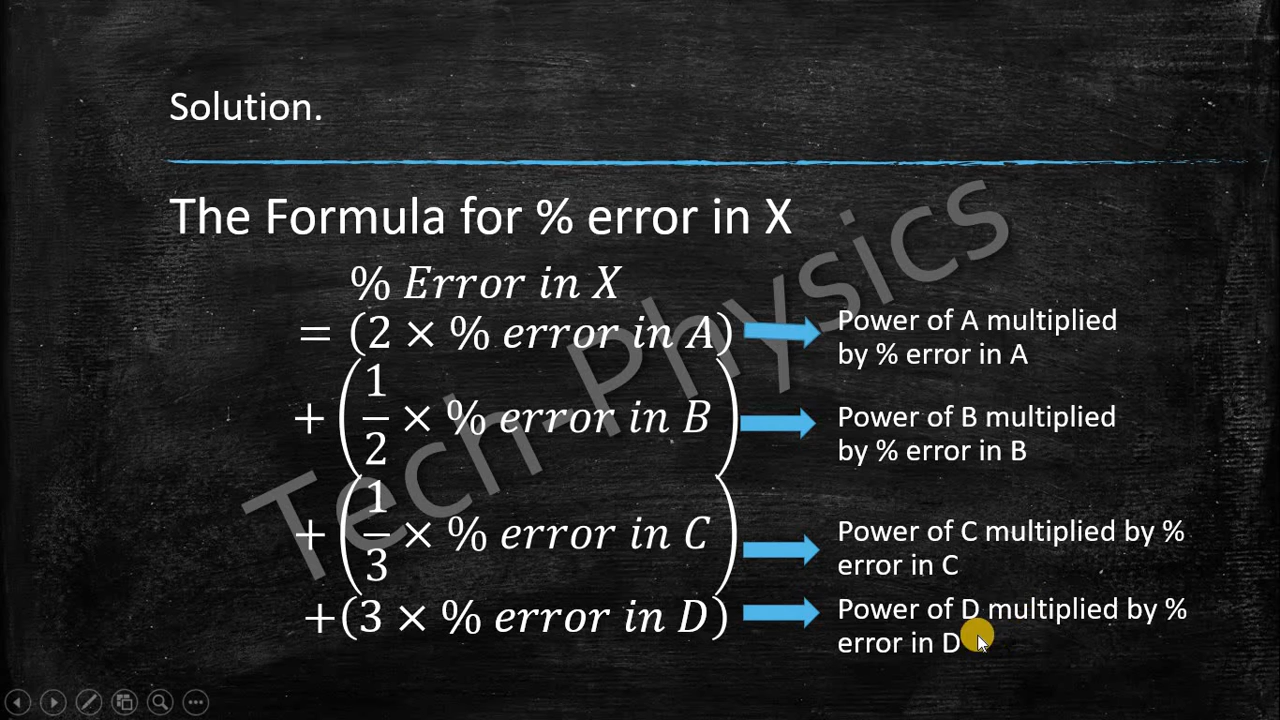 Solution.
The Formula for % error in X
% Error in X
= (2 × % error in A)
Power of A multiplied
by % error in A
+ (1/2 × % error in B)
Power of B multiplied
by % error in B
+ (1/3 × % error in C)
Power of C multiplied by %
error in C
+(3 × % error in D)
Power of D multiplied by %
error in D
Tech-Physics